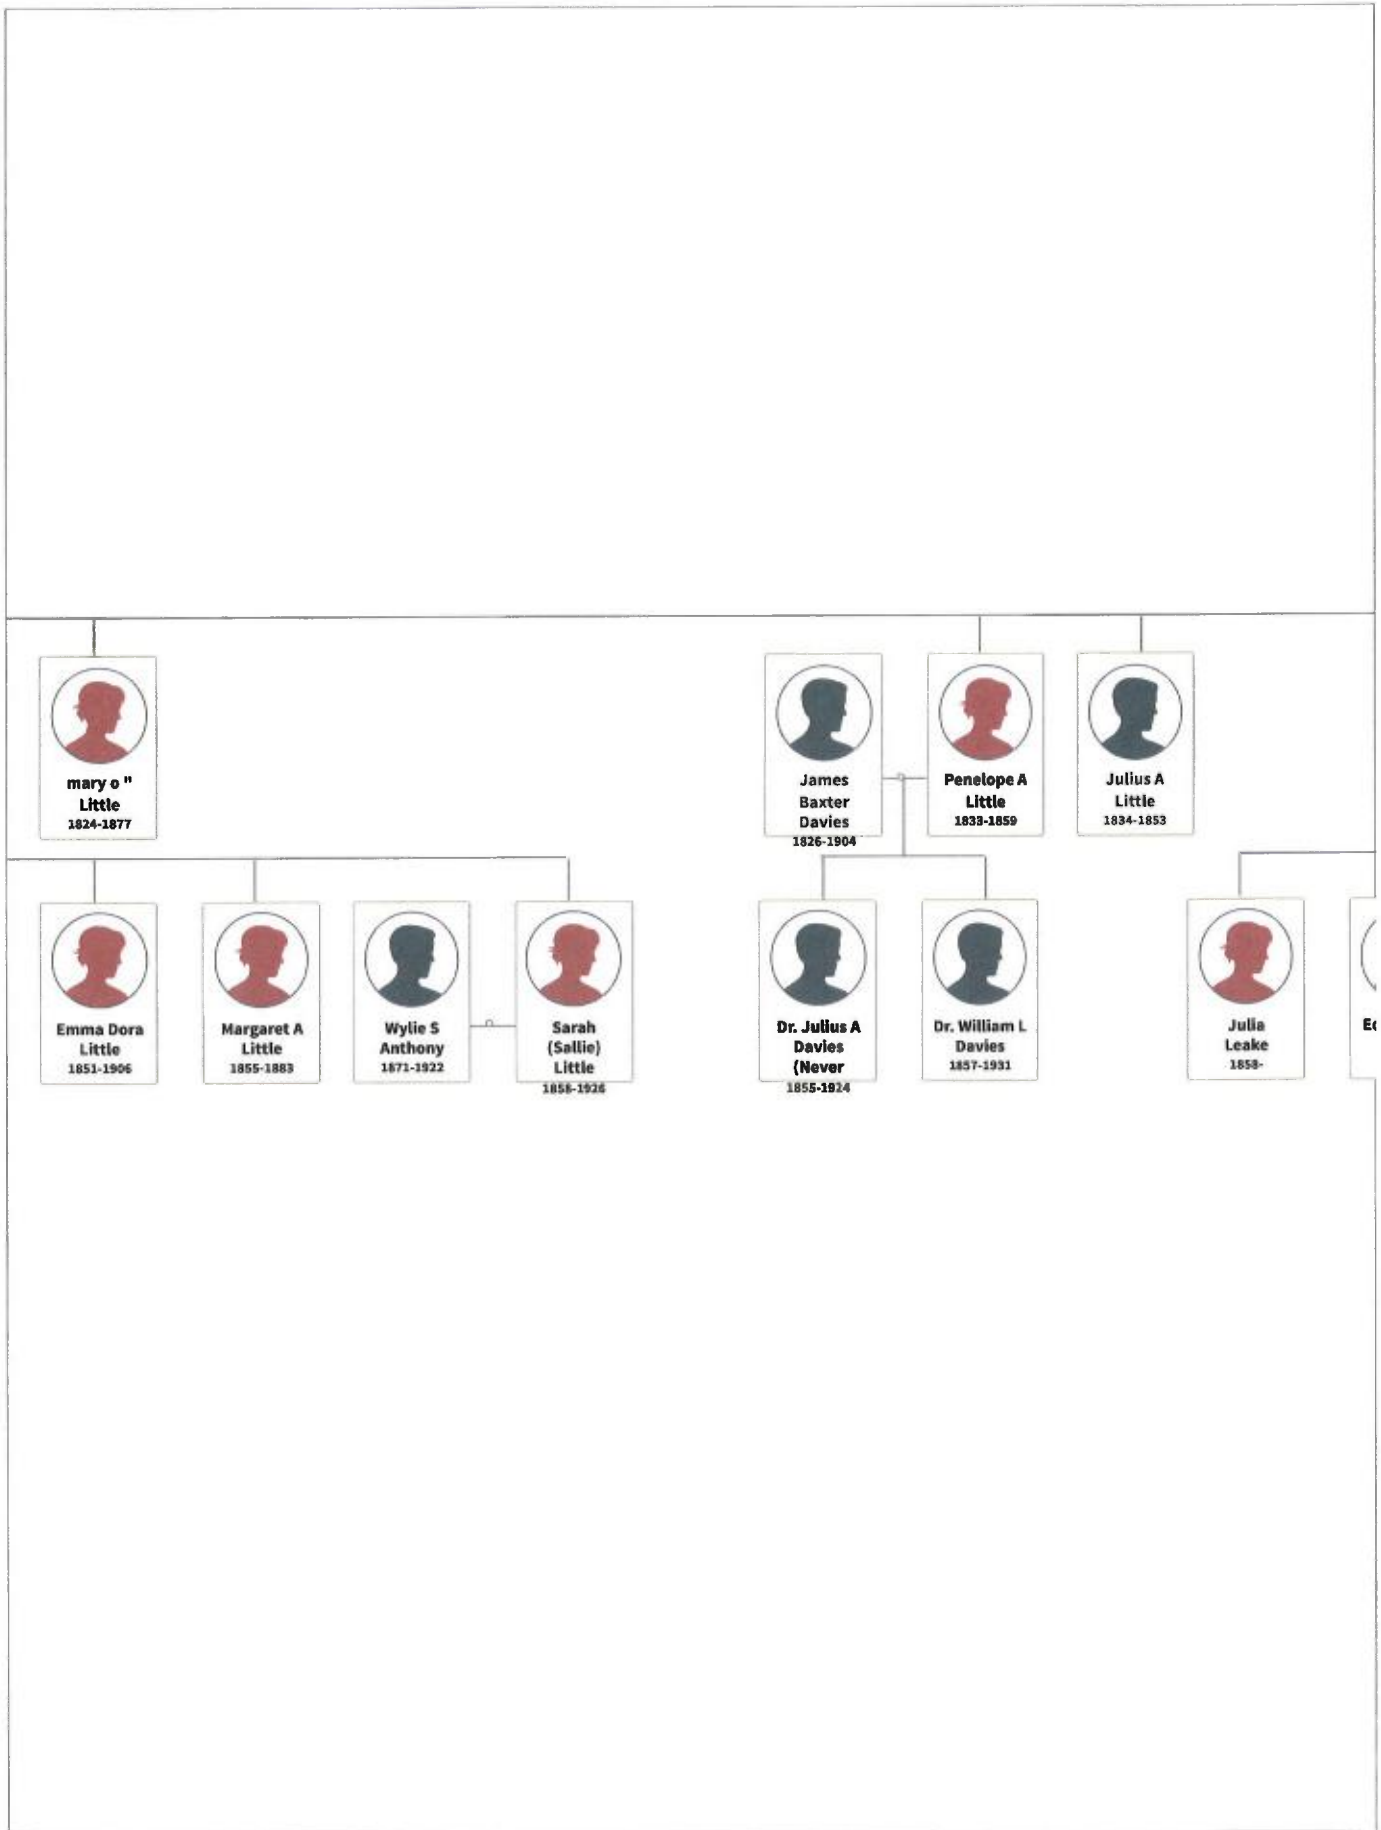 mary o "
Little
1824-1877
James
Baxter
Davies
1826-1904
Penelope A
Little
1833-1859
Julius A
Little
1834-1853
Emma Dora
Little
1851-1906
Margaret A
Little
1855-1883
Wylie S
Anthony
1871-1922
Sarah
(Sallie)
Little
1858-1926
Dr. Julius A
Davies
(Never
1855-1924
Dr. William L
Davies
1857-1931
Julia
Leake
1858-